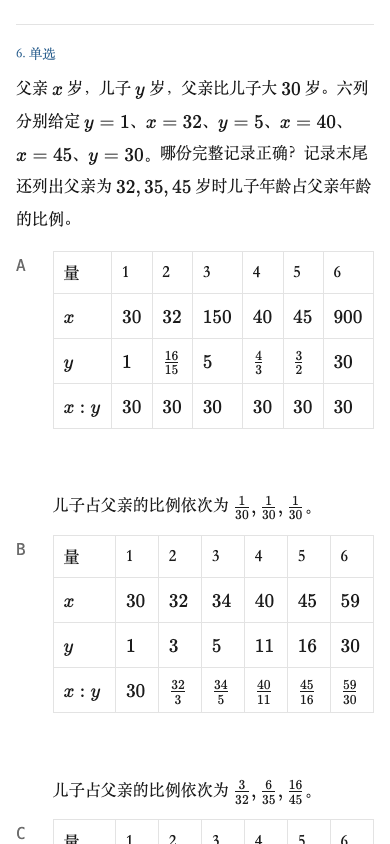 6. 单选
父亲 x 岁，儿子 y 岁，父亲比儿子大 30 岁。六列
分别给定 y = 1、x = 32、y = 5、x = 40、
x = 45、y = 30。哪份完整记录正确？记录末尾
还列出父亲为 32, 35, 45 岁时儿子年龄占父亲年龄
的比例。
A
量 1 2 3 4 5 6
x 30 32 150 40 45 900
y 1 16/15 5 4/3 3/2 30
x : y 30 30 30 30 30 30
儿子占父亲的比例依次为 1/30, 1/30, 1/30。
B
量 1 2 3 4 5 6
x 30 32 34 40 45 59
y 1 3 5 11 16 30
x : y 30 32/3 34/5 40/11 45/16 59/30
儿子占父亲的比例依次为 3/32, 6/35, 16/45。
C
量 1 2 3 4 5 6